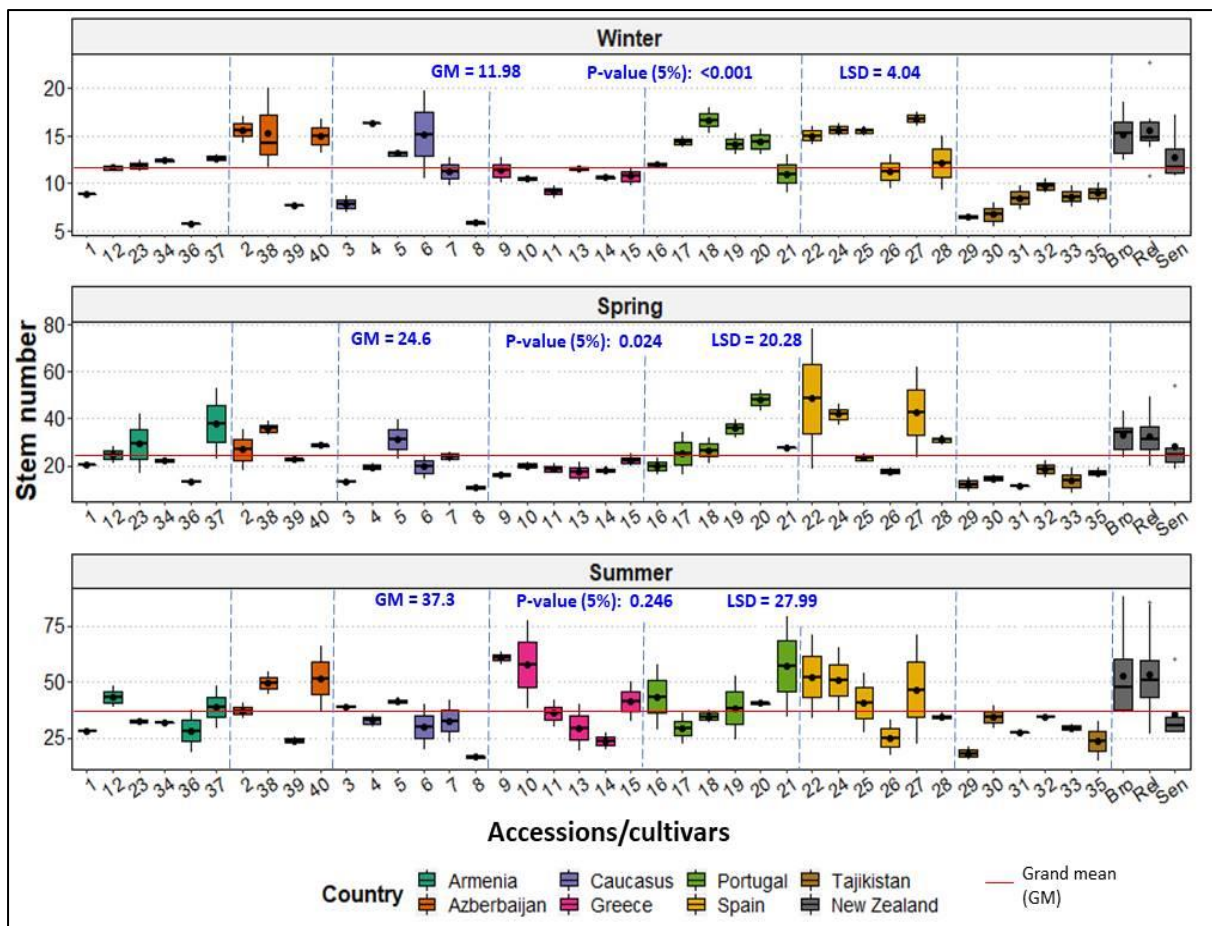 Winter
GM = 11.98 P-value (5%): <0.001 LSD = 4.04
20
15
10
5
1 12 23 34 36 37 2 38 39 40 3 4 5 6 7 8 9 10 11 13 14 15 16 17 18 19 20 21 22 24 25 26 27 28 29 30 31 32 33 35 Bro Rel Sen
Spring
GM = 24.6 P-value (5%): 0.024 LSD = 20.28
80
60
40
20
1 12 23 34 36 37 2 38 39 40 3 4 5 6 7 8 9 10 11 13 14 15 16 17 18 19 20 21 22 24 25 26 27 28 29 30 31 32 33 35 Bro Rel Sen
Stem number
Summer
GM = 37.3 P-value (5%): 0.246 LSD = 27.99
75
50
25
1 12 23 34 36 37 2 38 39 40 3 4 5 6 7 8 9 10 11 13 14 15 16 17 18 19 20 21 22 24 25 26 27 28 29 30 31 32 33 35 Bro Rel Sen
Accessions/cultivars
Country Armenia Caucasus Portugal Tajikistan Grand mean
Azberbaijan Greece Spain New Zealand (GM)